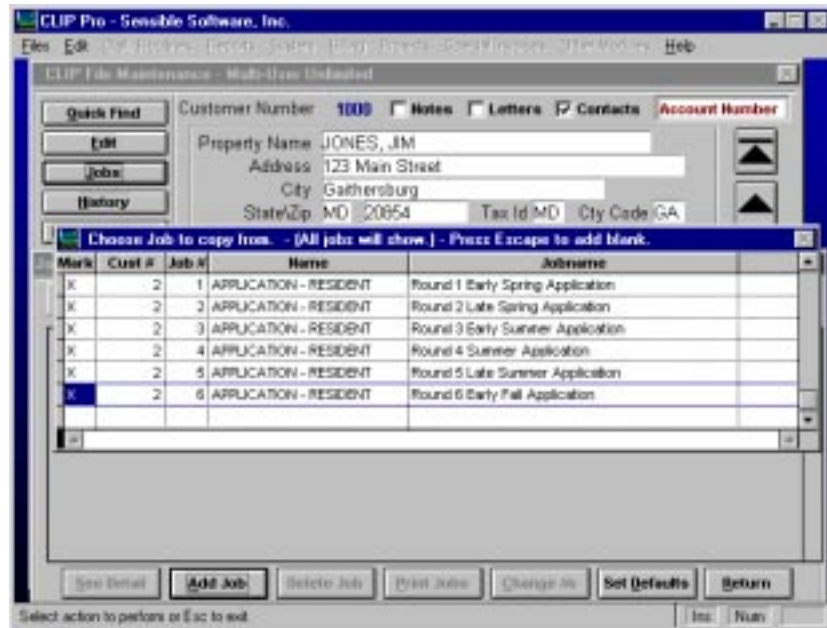 CLIP Pro - Sensible Software, Inc.
Files Edit Reports System Billing Help
CLIP File Maintenance - Multi-User Unlimited
Quick Find Customer Number 1000 Notes Letters Contacts Account Number
Edit Property Name JONES, JIM
Jobs Address 123 Main Street
City Gaithersburg
History State\Zip MD 20854 Tax Id MD Cty Code GA
Choose Job to copy from. - (All jobs will show.) - Press Escape to add blank.
Mark Cust # Job # Name Jobname
X 2 1 APPLICATION - RESIDENT Round 1 Early Spring Application
X 2 2 APPLICATION - RESIDENT Round 2 Late Spring Application
X 2 3 APPLICATION - RESIDENT Round 3 Early Summer Application
X 2 4 APPLICATION - RESIDENT Round 4 Summer Application
X 2 5 APPLICATION - RESIDENT Round 5 Late Summer Application
X 2 6 APPLICATION - RESIDENT Round 6 Early Fall Application
See Detail Add Job Delete Job Print Jobs Change As Set Defaults Return
Select action to perform or Esc to exit Ins Num